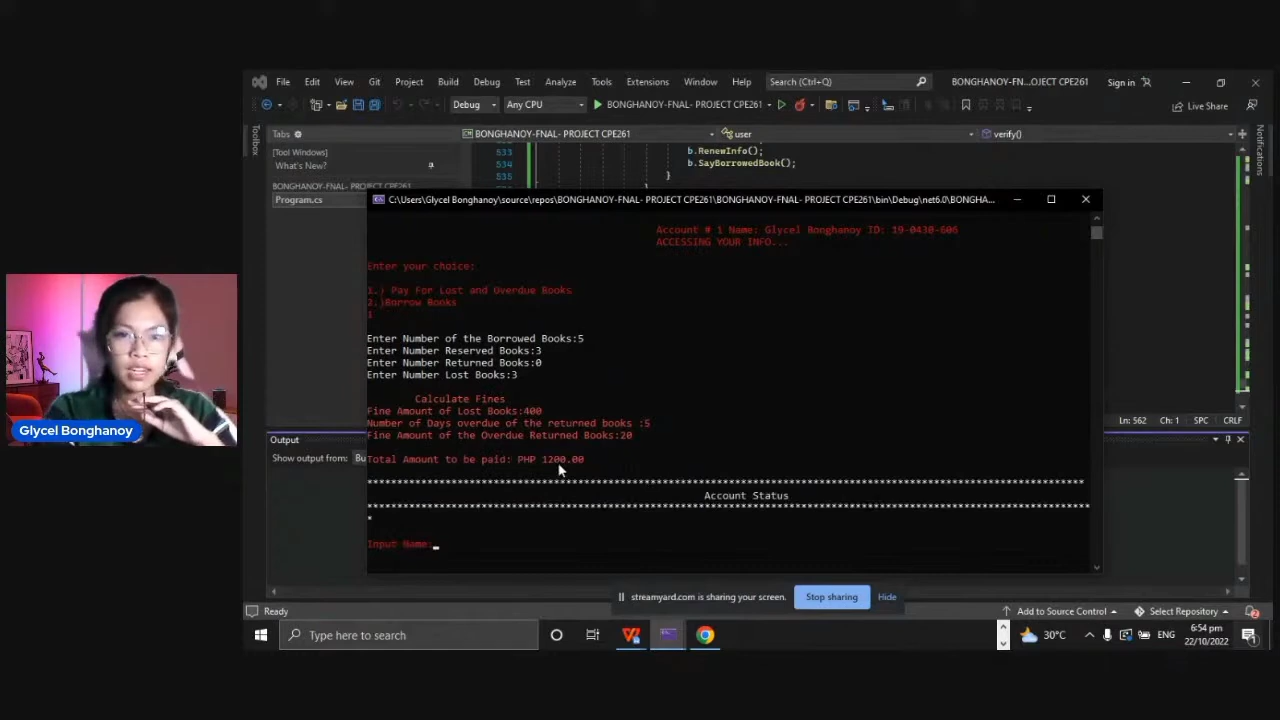 File Edit View Git Project Build Debug Test Analyze Tools Extensions Window Help Search (Ctrl+Q) BONGHANOY-FN...OJECT CPE261 Sign in
Debug Any CPU BONGHANOY-FNAL- PROJECT CPE261 Live Share
Toolbox
Tabs
BONGHANOY-FNAL- PROJECT CPE261 user verify()
Notifications
[Tool Windows]
What's New?
BONGHANOY-FNAL- PROJECT CPE261
Program.cs
533 b.RenewInfo();
534 b.SayBorrowedBook();
535 }
C:\Users\Glycel Bonghanoy\source\repos\BONGHANOY-FNAL- PROJECT CPE261\BONGHANOY-FNAL- PROJECT CPE261\bin\Debug\net6.0\BONGHA...
Account # 1 Name: Glycel Bonghanoy ID: 19-0430-606
ACCESSING YOUR INFO...
Enter your choice:
1.) Pay For Lost and Overdue Books
2.)Borrow Books
1
Enter Number of the Borrowed Books:5
Enter Number Reserved Books:3
Enter Number Returned Books:0
Enter Number Lost Books:3
Calculate Fines
Fine Amount of Lost Books:400
Number of Days overdue of the returned books :5
Fine Amount of the Overdue Returned Books:20
Total Amount to be paid: PHP 1200.00
Account Status
*
Input Name:
Ln: 562 Ch: 1 SPC CRLF
Output
Show output from: Bu
Glycel Bonghanoy
streamyard.com is sharing your screen. Stop sharing Hide
Ready Add to Source Control Select Repository 2
Type here to search 30°C ENG 6:54 pm
22/10/2022 1